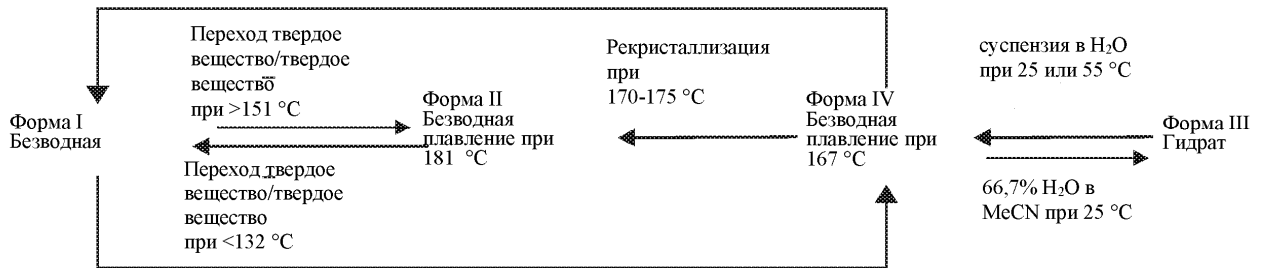 Переход твердое
вещество/твердое
вещество
при >151 °C
Рекристаллизация
при
170-175 °C
суспензия в H₂O
при 25 или 55 °C
Форма I
Безводная
Форма II
Безводная
плавление при
181 °C
Форма IV
Безводная
плавление при
167 °C
Форма III
Гидрат
Переход твердое
вещество/твердое
вещество
при <132 °C
66,7% H₂O в
MeCN при 25 °C